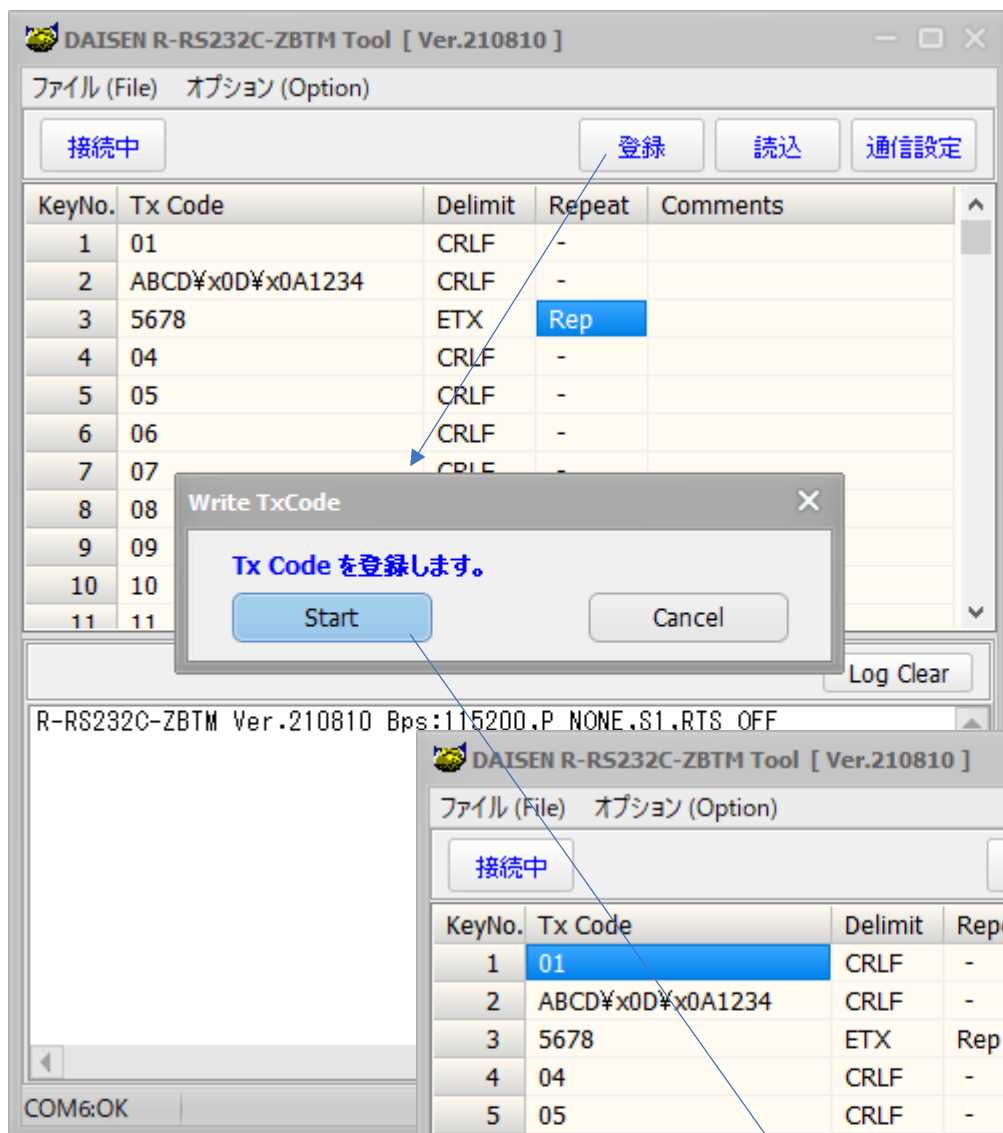 DAISEN R-RS232C-ZBTM Tool [ Ver.210810 ]
ファイル (File) オプション (Option)
接続中 登録 読込 通信設定
KeyNo. Tx Code Delimit Repeat Comments
1 01 CRLF -
2 ABCD¥x0D¥x0A1234 CRLF -
3 5678 ETX Rep
4 04 CRLF -
5 05 CRLF -
6 06 CRLF -
7 07 CRLF -
8 08
9 09
10 10
11 11
Write TxCode
Tx Code を登録します。
Start Cancel
Log Clear
R-RS232C-ZBTM Ver.210810 Bps:115200,P NONE,S1,RTS OFF
COM6:OK
DAISEN R-RS232C-ZBTM Tool [ Ver.210810 ]
ファイル (File) オプション (Option)
接続中
KeyNo. Tx Code Delimit
1 01 CRLF -
2 ABCD¥x0D¥x0A1234 CRLF -
3 5678 ETX Rep
4 04 CRLF -
5 05 CRLF -